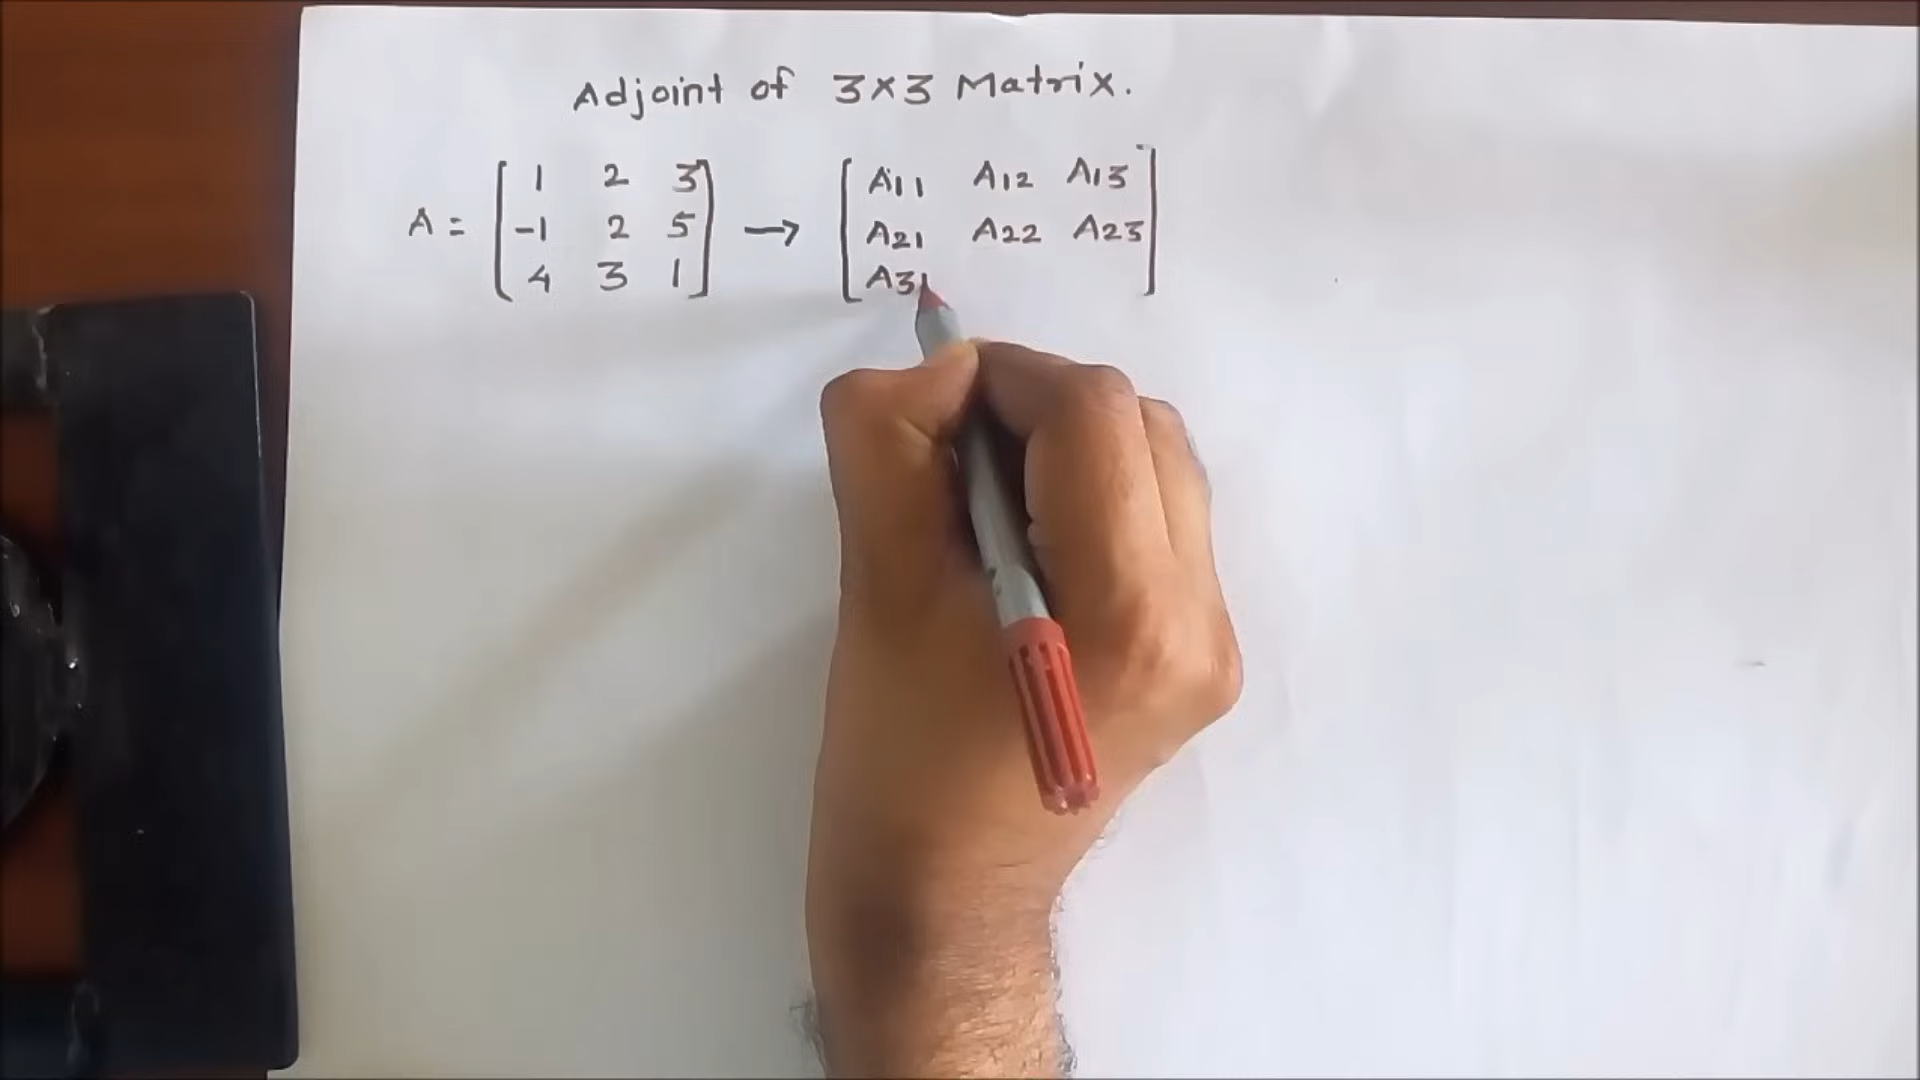 Adjoint of 3×3 Matrix.
A = [ 1 2 3 ] → [ A11 A12 A13 ]
[ -1 2 5 ] [ A21 A22 A23 ]
[ 4 3 1 ] [ A31 ]